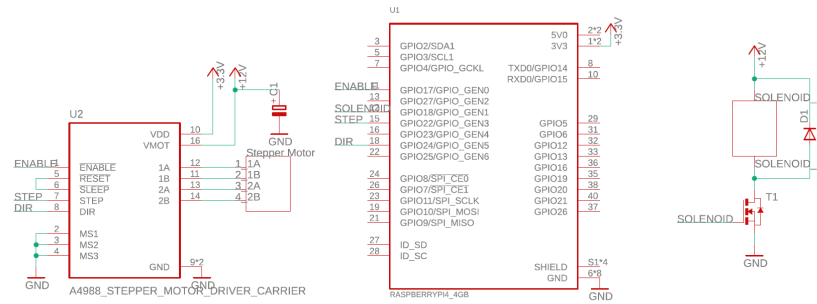 U2
+3.3V
+12V
+
C1
GND
VDD 10
VMOT 16
Stepper Motor
ENABLE 1 ENABLE
5 RESET
6 SLEEP
STEP 7 STEP
DIR 8 DIR
1A 12 1 1A
1B 11 2 1B
2A 13 3 2A
2B 14 4 2B
2 MS1
3 MS2
4 MS3
GND 9*2
GND
GND
A4988_STEPPER_MOTOR_DRIVER_CARRIER
U1
+3.3V
3 GPIO2/SDA1
5 GPIO3/SCL1
7 GPIO4/GPIO_GCKL
ENABLE 11 GPIO17/GPIO_GEN0
13 GPIO27/GPIO_GEN2
SOLENOID 12 GPIO18/GPIO_GEN1
STEP 15 GPIO22/GPIO_GEN3
16 GPIO23/GPIO_GEN4
DIR 18 GPIO24/GPIO_GEN5
22 GPIO25/GPIO_GEN6
24 GPIO8/SPI_CE0
26 GPIO7/SPI_CE1
23 GPIO11/SPI_SCLK
19 GPIO10/SPI_MOSI
21 GPIO9/SPI_MISO
27 ID_SD
28 ID_SC
5V0 2*2
3V3 1*2
TXD0/GPIO14 8
RXD0/GPIO15 10
GPIO5 29
GPIO6 31
GPIO12 32
GPIO13 33
GPIO16 36
GPIO19 35
GPIO20 38
GPIO21 40
GPIO26 37
SHIELD S1*4
GND 6*8
GND
RASPBERRYPI4_4GB
+12V
SOLENOID
D1
SOLENOID
T1
SOLENOID
GND